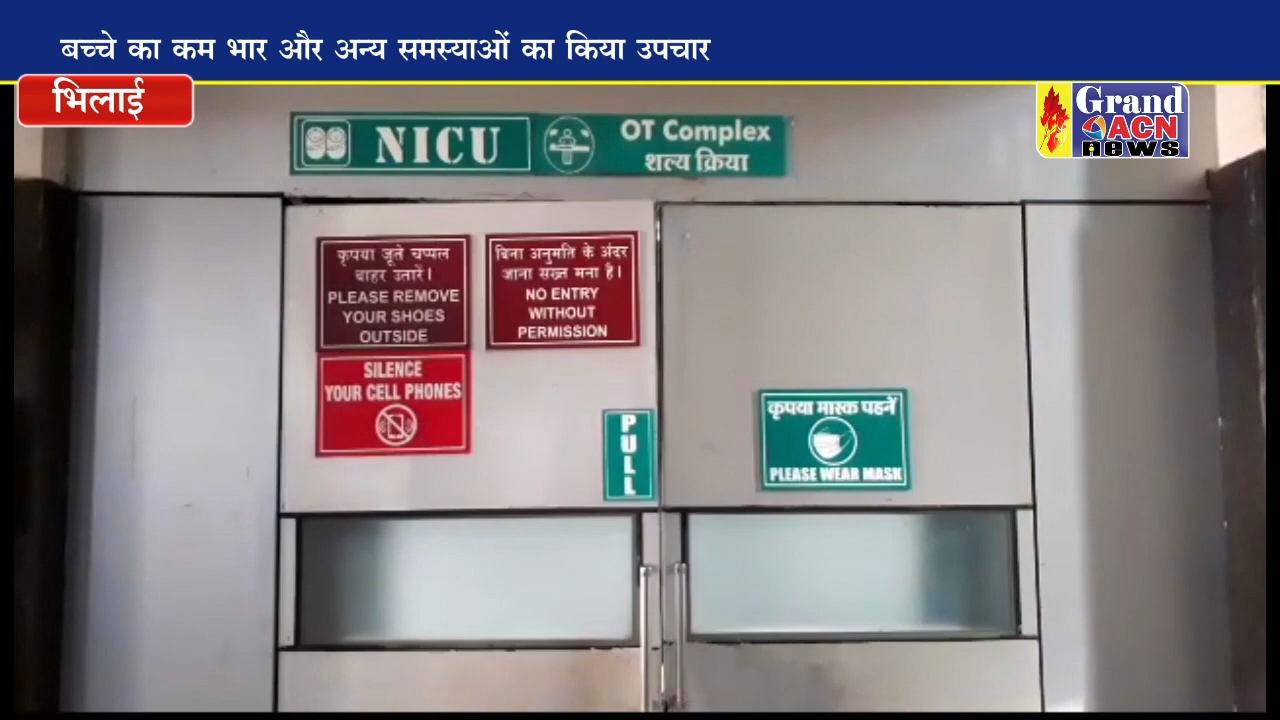 बच्चे का कम भार और अन्य समस्याओं का किया उपचार
भिलाई
Grand
ACN
news
NICU
OT Complex
शल्य क्रिया
कृपया जूते चप्पल
बाहर उतारें।
PLEASE REMOVE
YOUR SHOES
OUTSIDE
बिना अनुमति के अंदर
जाना सख्त मना है।
NO ENTRY
WITHOUT
PERMISSION
SILENCE
YOUR CELL PHONES
PULL
कृपया मास्क पहनें
PLEASE WEAR MASK